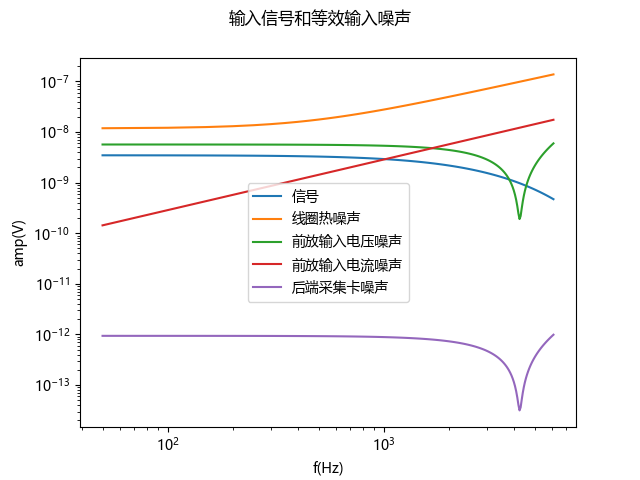 输入信号和等效输入噪声
10⁻⁷
10⁻⁸
10⁻⁹
10⁻¹⁰
10⁻¹¹
10⁻¹²
10⁻¹³
amp(V)
信号
线圈热噪声
前放输入电压噪声
前放输入电流噪声
后端采集卡噪声
10² 10³
f(Hz)